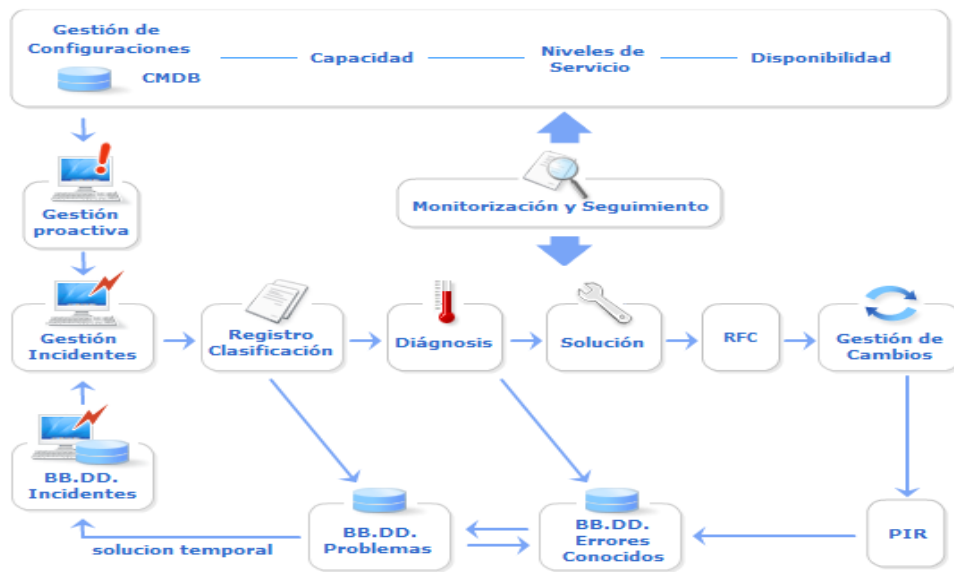 Gestión de
Configuraciones
CMDB
Capacidad
Niveles de
Servicio
Disponibilidad
Gestión
proactiva
Monitorización y Seguimiento
Gestión
Incidentes
Registro
Clasificación
Diágnosis
Solución
RFC
Gestión de
Cambios
BB.DD.
Incidentes
solucion temporal
BB.DD.
Problemas
BB.DD.
Errores
Conocidos
PIR